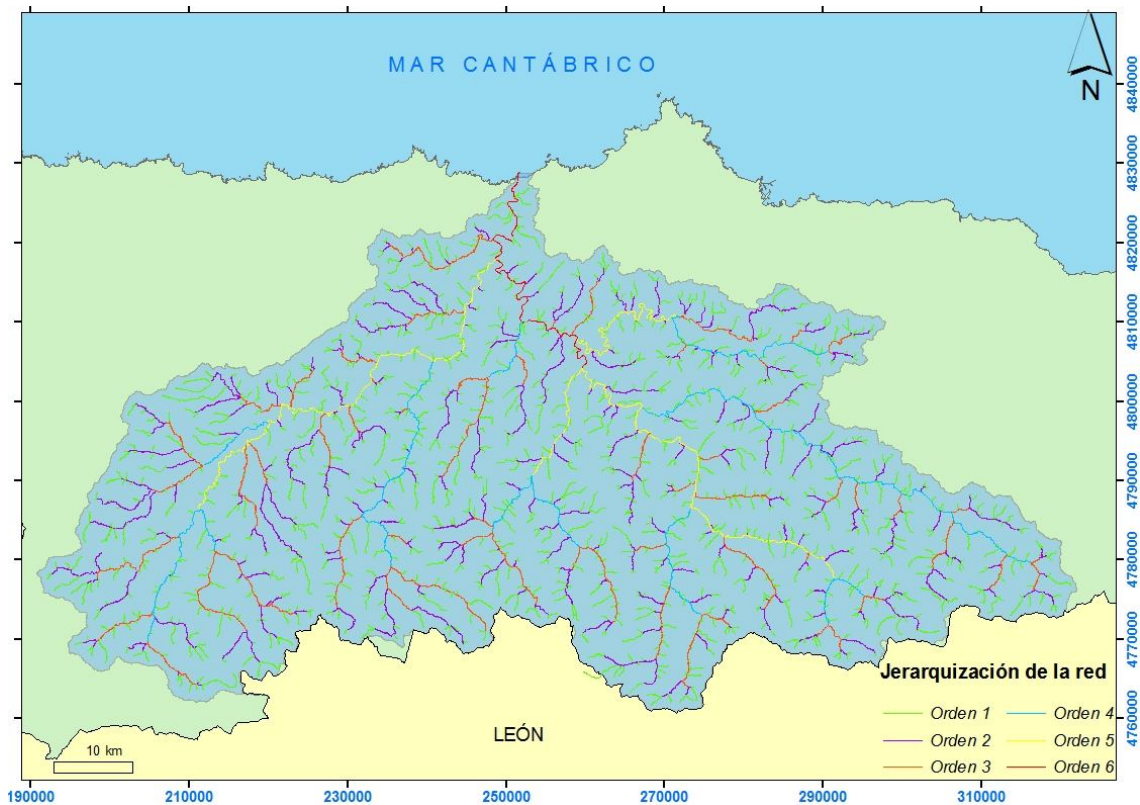 MAR CANTÁBRICO
N
4840000
4830000
4820000
4810000
4800000
4790000
4780000
4770000
4760000
Jerarquización de la red
Orden 1 Orden 4
Orden 2 Orden 5
Orden 3 Orden 6
LEÓN
10 km
190000 210000 230000 250000 270000 290000 310000